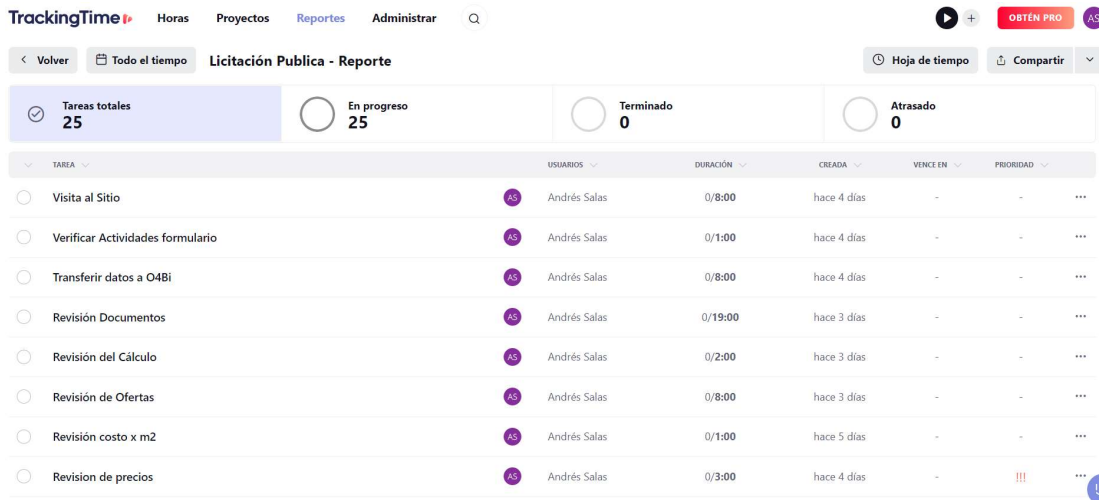 TrackingTime Horas Proyectos Reportes Administrar + OBTÉN PRO AS
Volver Todo el tiempo Licitación Publica - Reporte Hoja de tiempo Compartir
Tareas totales En progreso Terminado Atrasado
25 25 0 0
TAREA USUARIOS DURACIÓN CREADA VENCE EN PRIORIDAD
Visita al Sitio AS Andrés Salas 0/8:00 hace 4 días - - ...
Verificar Actividades formulario AS Andrés Salas 0/1:00 hace 4 días - - ...
Transferir datos a O4Bi AS Andrés Salas 0/8:00 hace 4 días - - ...
Revisión Documentos AS Andrés Salas 0/19:00 hace 3 días - - ...
Revisión del Cálculo AS Andrés Salas 0/2:00 hace 3 días - - ...
Revisión de Ofertas AS Andrés Salas 0/8:00 hace 3 días - - ...
Revisión costo x m2 AS Andrés Salas 0/1:00 hace 5 días - - ...
Revision de precios AS Andrés Salas 0/3:00 hace 4 días - !!! ...